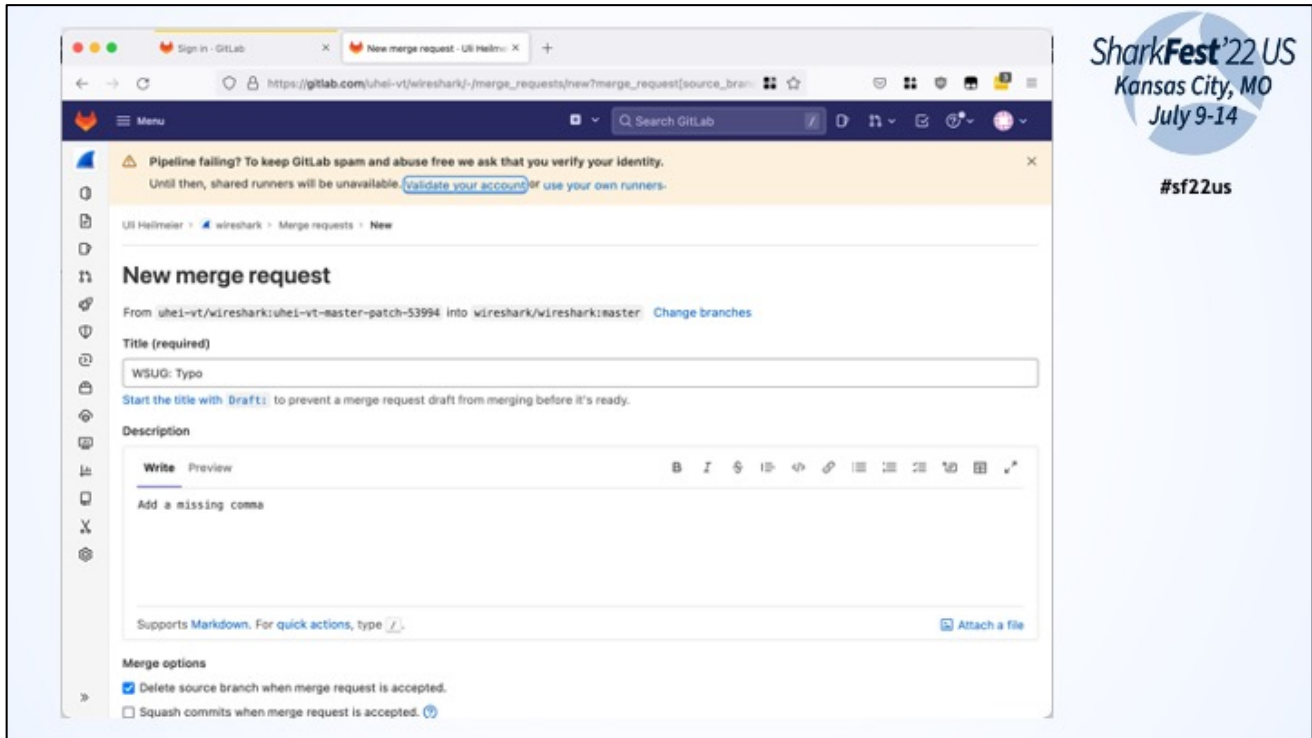 SharkFest'22 US
Kansas City, MO
July 9-14
#sf22us
Sign in · GitLab
New merge request · Uli Heilme
https://gitlab.com/uhei-vt/wireshark/-/merge_requests/new?merge_request[source_bran
Menu
Search GitLab
/
Pipeline failing? To keep GitLab spam and abuse free we ask that you verify your identity.
Until then, shared runners will be unavailable. Validate your account or use your own runners.
Uli Heilmeier > wireshark > Merge requests > New
New merge request
From uhei-vt/wireshark:uhei-vt-master-patch-53994 into wireshark/wireshark:master Change branches
Title (required)
WSUG: Typo
Start the title with Draft: to prevent a merge request draft from merging before it's ready.
Description
Write Preview
Add a missing comma
Supports Markdown. For quick actions, type /.
Attach a file
Merge options
Delete source branch when merge request is accepted.
Squash commits when merge request is accepted.